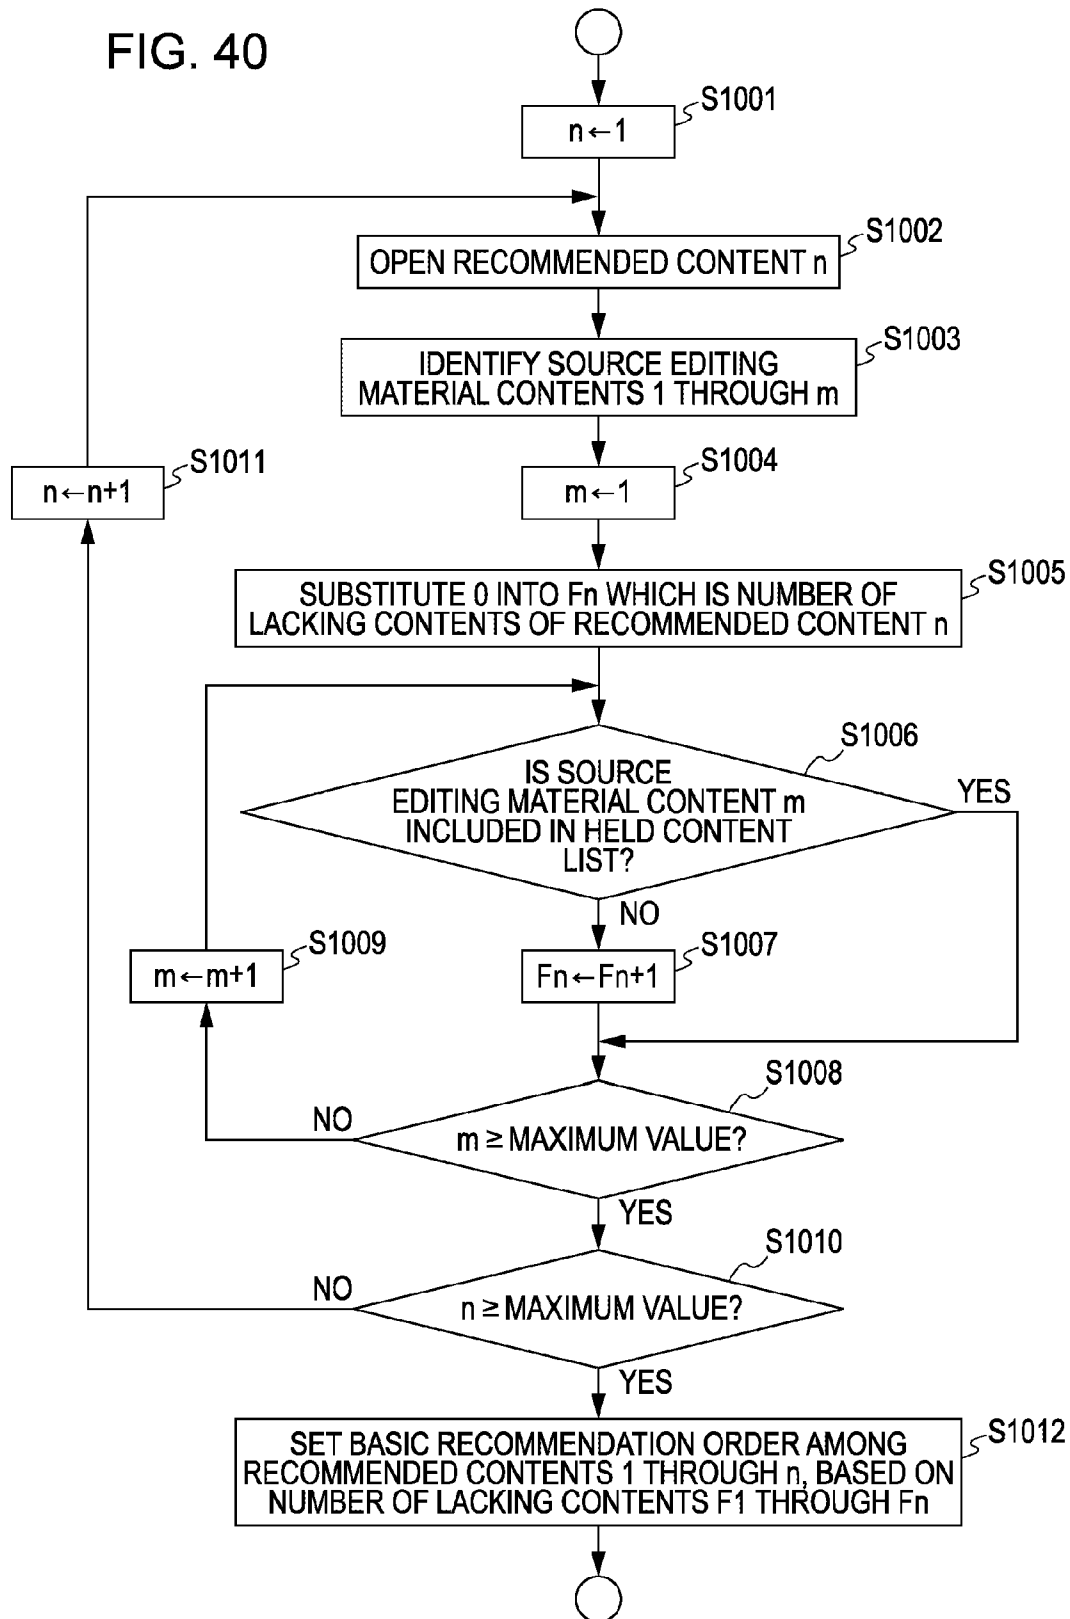 FIG. 40
S1001
n←1
S1002
OPEN RECOMMENDED CONTENT n
S1003
IDENTIFY SOURCE EDITING
MATERIAL CONTENTS 1 THROUGH m
S1011
n←n+1
S1004
m←1
S1005
SUBSTITUTE 0 INTO Fn WHICH IS NUMBER OF
LACKING CONTENTS OF RECOMMENDED CONTENT n
S1006
IS SOURCE
EDITING MATERIAL CONTENT m
INCLUDED IN HELD CONTENT
LIST?
YES
NO
S1009
m←m+1
S1007
Fn←Fn+1
S1008
NO
m ≥ MAXIMUM VALUE?
YES
S1010
NO
n ≥ MAXIMUM VALUE?
YES
S1012
SET BASIC RECOMMENDATION ORDER AMONG
RECOMMENDED CONTENTS 1 THROUGH n, BASED ON
NUMBER OF LACKING CONTENTS F1 THROUGH Fn